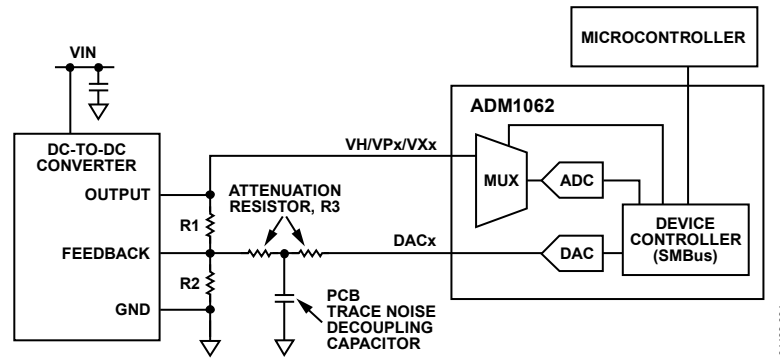 VIN
MICROCONTROLLER
ADM1062
DC-TO-DC
CONVERTER
VH/VPx/VXx
MUX
ADC
OUTPUT
ATTENUATION
RESISTOR, R3
R1
DEVICE
CONTROLLER
(SMBus)
FEEDBACK
DACx
DAC
R2
GND
PCB
TRACE NOISE
DECOUPLING
CAPACITOR